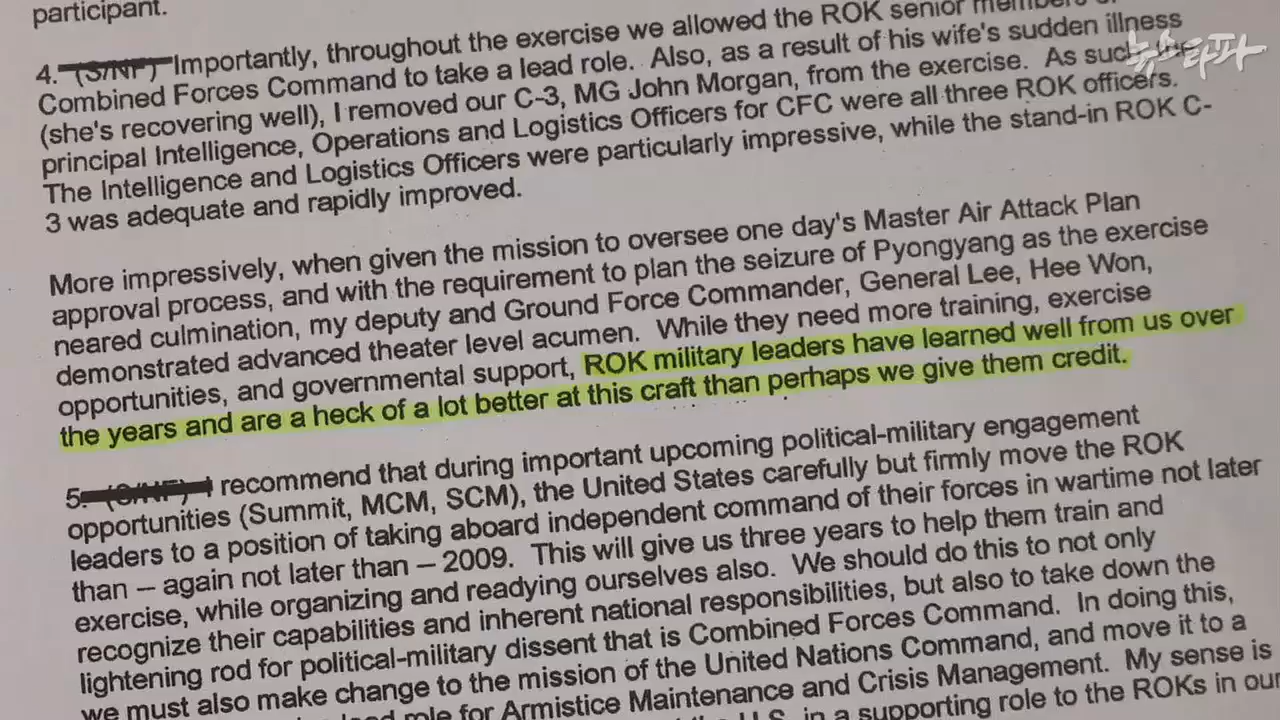 participant.
뉴스타파
4. (S/NF) Importantly, throughout the exercise we allowed the ROK senior members of
Combined Forces Command to take a lead role. Also, as a result of his wife's sudden illness
(she's recovering well), I removed our C-3, MG John Morgan, from the exercise. As such the
principal Intelligence, Operations and Logistics Officers for CFC were all three ROK officers.
The Intelligence and Logistics Officers were particularly impressive, while the stand-in ROK C-
3 was adequate and rapidly improved.
More impressively, when given the mission to oversee one day's Master Air Attack Plan
approval process, and with the requirement to plan the seizure of Pyongyang as the exercise
neared culmination, my deputy and Ground Force Commander, General Lee, Hee Won,
demonstrated advanced theater level acumen. While they need more training, exercise
opportunities, and governmental support, ROK military leaders have learned well from us over
the years and are a heck of a lot better at this craft than perhaps we give them credit.
5. (S/NF) I recommend that during important upcoming political-military engagement
opportunities (Summit, MCM, SCM), the United States carefully but firmly move the ROK
leaders to a position of taking aboard independent command of their forces in wartime not later
than – again not later than – 2009. This will give us three years to help them train and
exercise, while organizing and readying ourselves also. We should do this to not only
recognize their capabilities and inherent national responsibilities, but also to take down the
lightening rod for political-military dissent that is Combined Forces Command. In doing this,
we must also make change to the mission of the United Nations Command, and move it to a
role for Armistice Maintenance and Crisis Management. My sense is
the U.S. in a supporting role to the ROKs in our